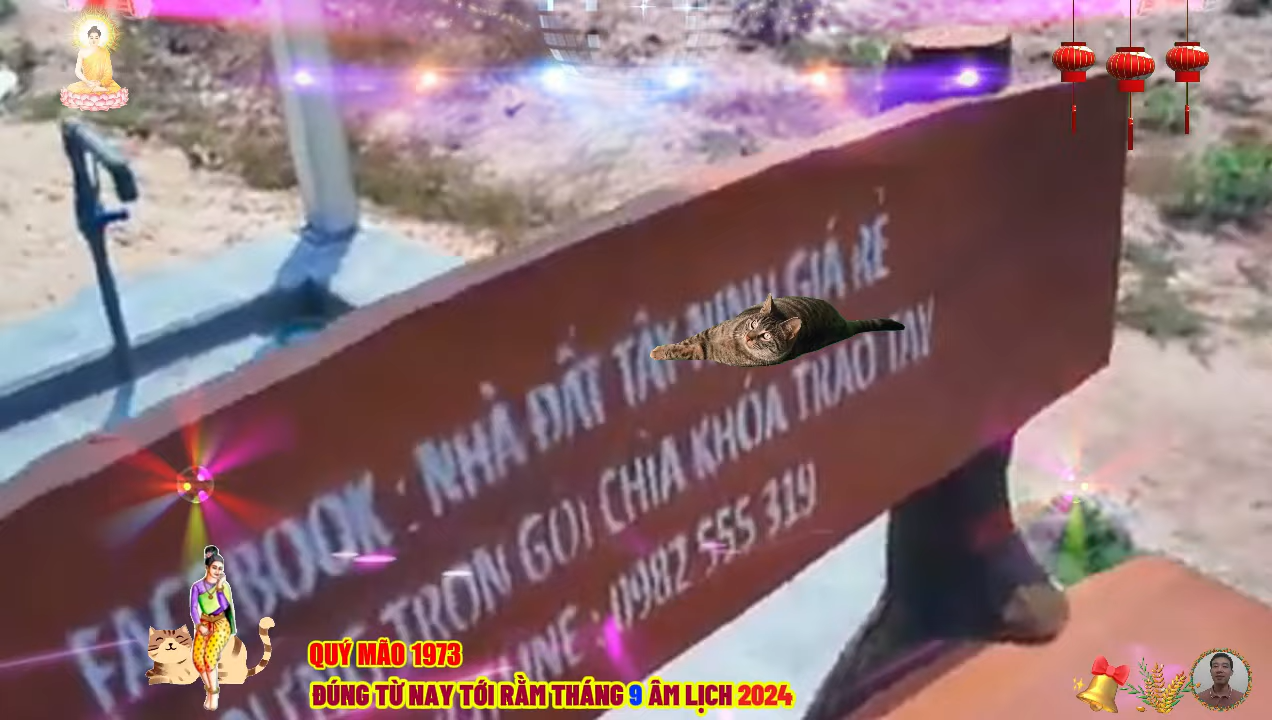 FACEBOOK : NHÀ ĐẤT TÂY NINH GIÁ RẺ
TRỌN GÓI CHÌA KHÓA TRAO TAY
LINE : 0982 555 319
QUÝ MÃO 1973
ĐÚNG TỪ NAY TỚI RẰM THÁNG 9 ÂM LỊCH 2024